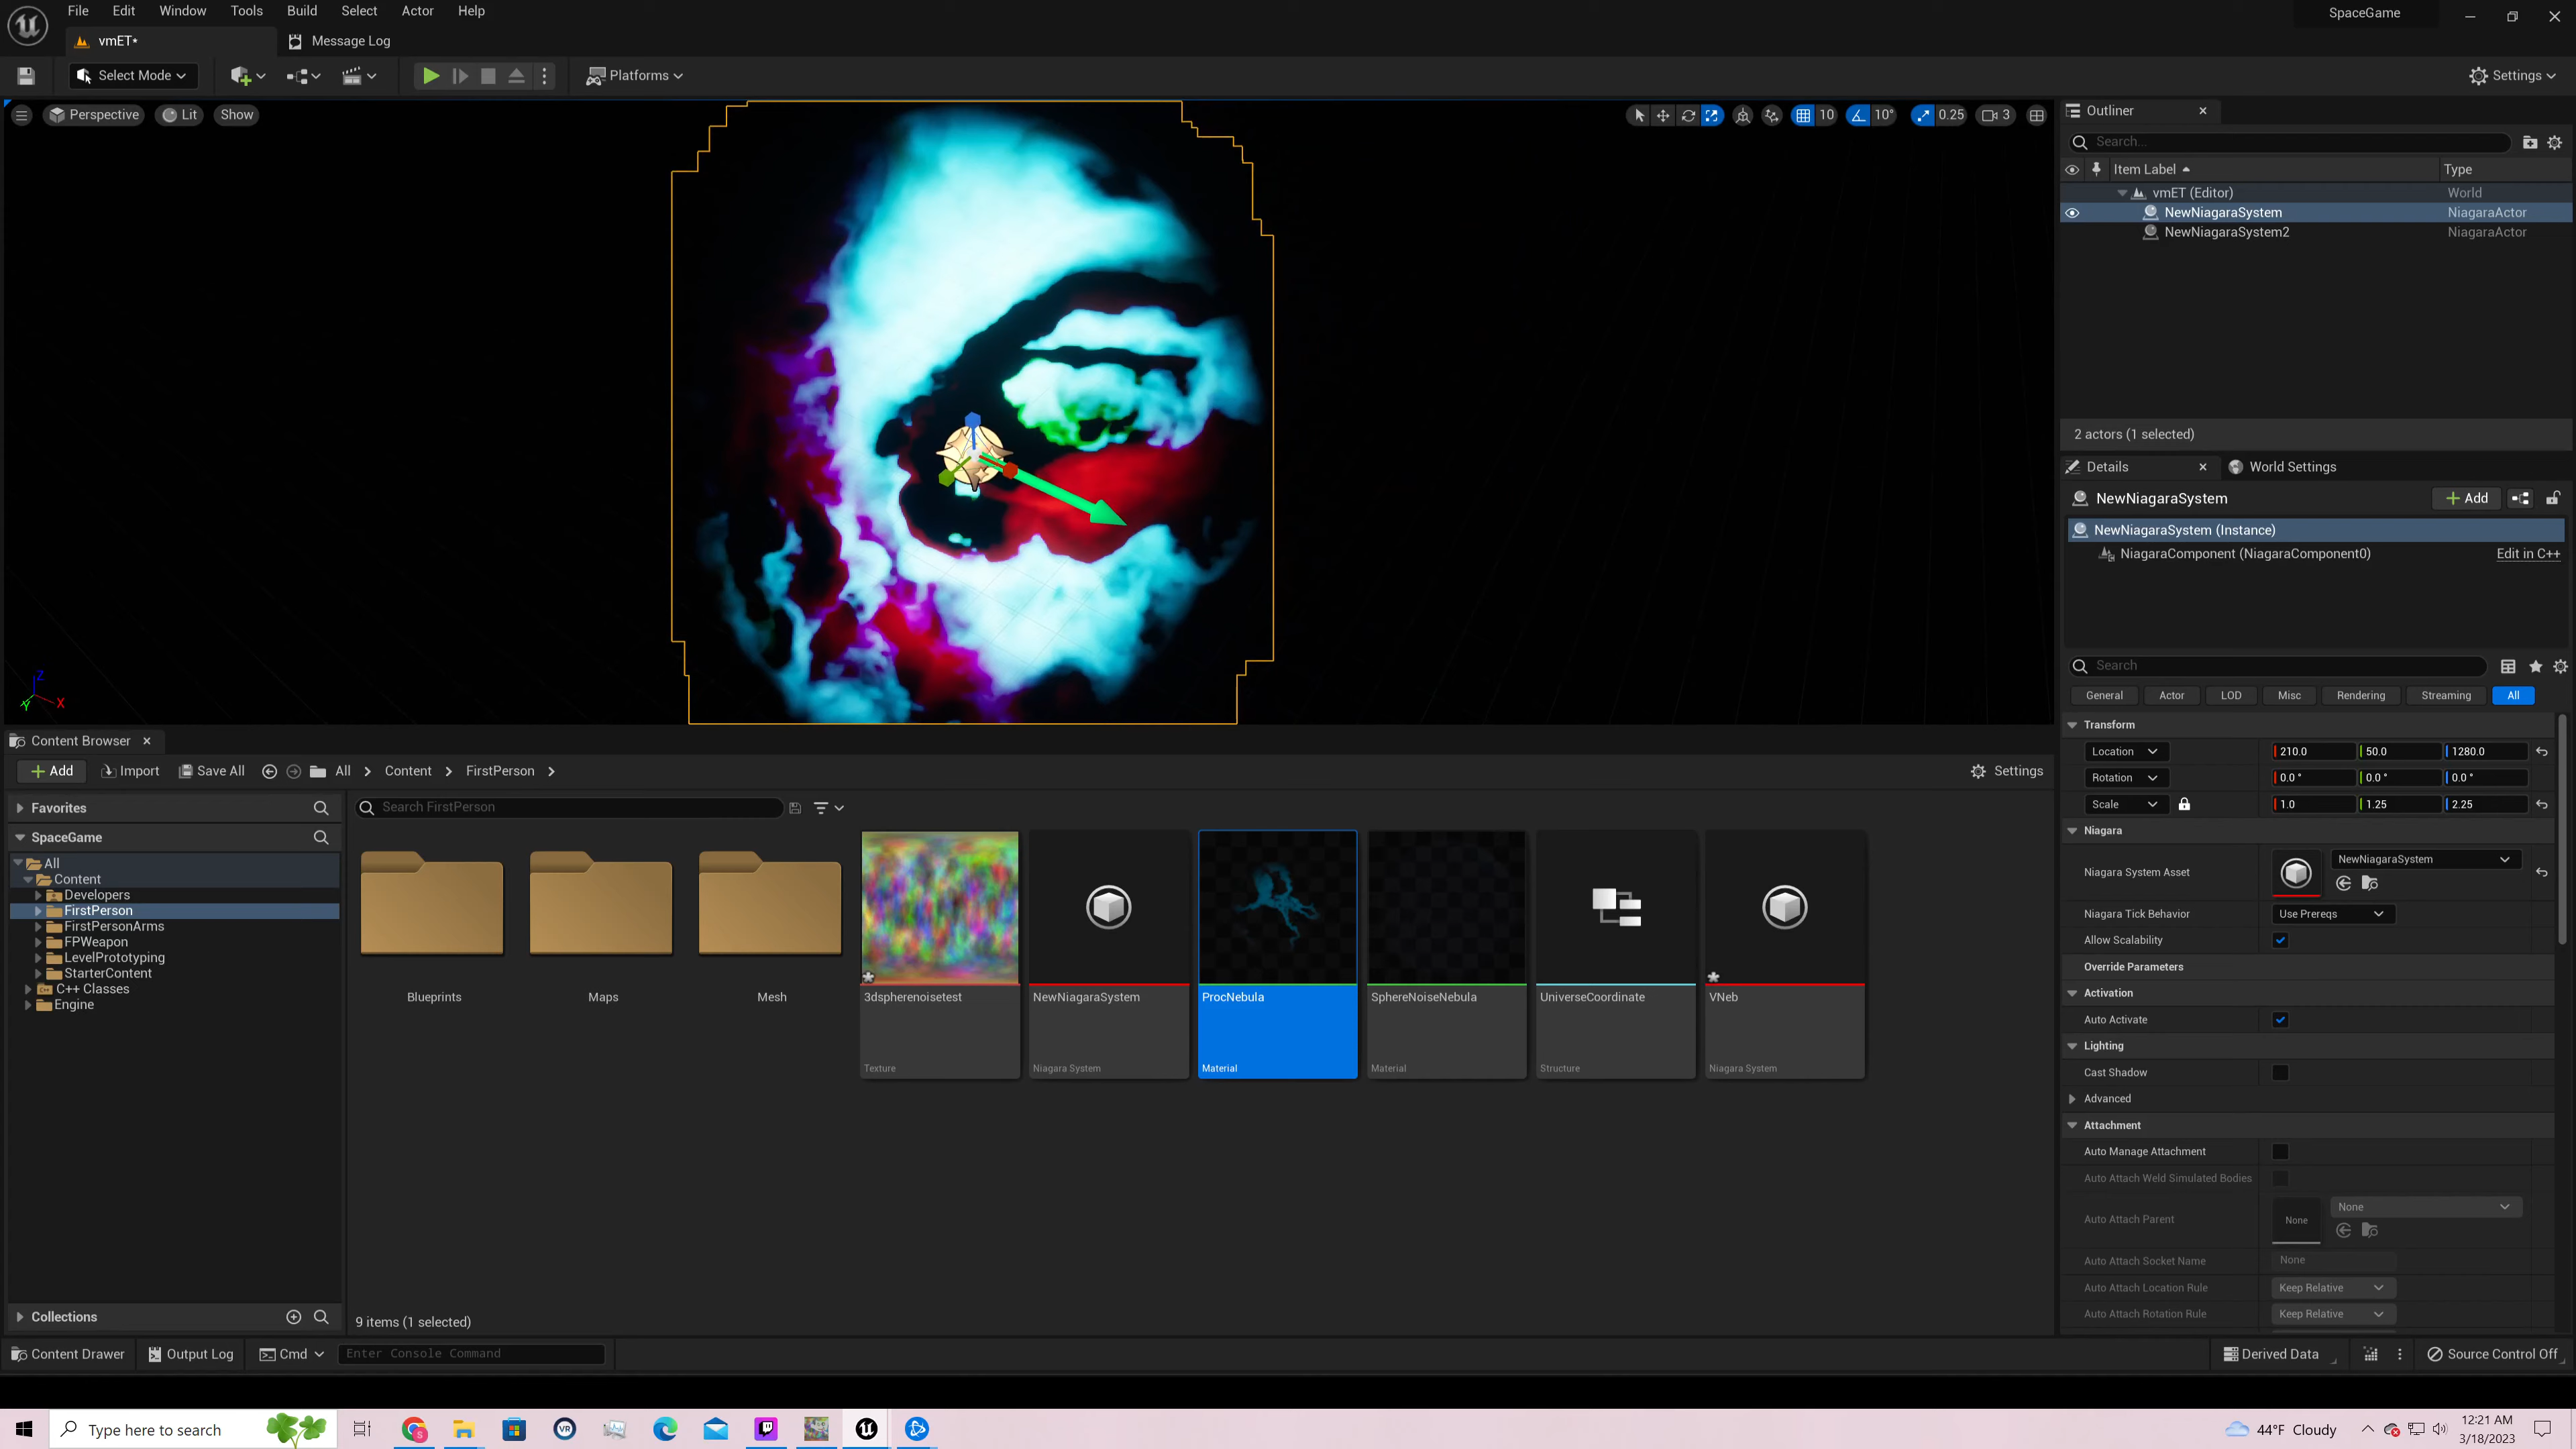 File Edit Window Tools Build Select Actor Help
SpaceGame
vmET*
Message Log
Select Mode
Platforms
Settings
Perspective
Lit
Show
10
10°
0.25
3
Outliner
Search...
Item Label
Type
vmET (Editor)
World
NewNiagaraSystem
NiagaraActor
NewNiagaraSystem2
NiagaraActor
2 actors (1 selected)
Details
World Settings
NewNiagaraSystem
Add
NewNiagaraSystem (Instance)
NiagaraComponent (NiagaraComponent0)
Edit in C++
Search
General
Actor
LOD
Misc
Rendering
Streaming
All
Transform
Location
210.0
50.0
1280.0
Rotation
0.0 °
0.0 °
0.0 °
Scale
1.0
1.25
2.25
Niagara
Niagara System Asset
NewNiagaraSystem
Niagara Tick Behavior
Use Prereqs
Allow Scalability
Override Parameters
Activation
Auto Activate
Lighting
Cast Shadow
Advanced
Attachment
Auto Manage Attachment
Auto Attach Weld Simulated Bodies
Auto Attach Parent
None
None
Auto Attach Socket Name
None
Auto Attach Location Rule
Keep Relative
Auto Attach Rotation Rule
Keep Relative
Z
X
Y
Content Browser
Add
Import
Save All
All
Content
FirstPerson
Settings
Favorites
SpaceGame
All
Content
Developers
FirstPerson
FirstPersonArms
FPWeapon
LevelPrototyping
StarterContent
C++ Classes
Engine
Collections
Search FirstPerson
Blueprints
Maps
Mesh
3dspherenoisetest
Texture
NewNiagaraSystem
Niagara System
ProcNebula
Material
SphereNoiseNebula
Material
UniverseCoordinate
Structure
VNeb
Niagara System
9 items (1 selected)
Content Drawer
Output Log
Cmd
Enter Console Command
Derived Data
Source Control Off
Type here to search
VR
44°F Cloudy
12:21 AM
3/18/2023